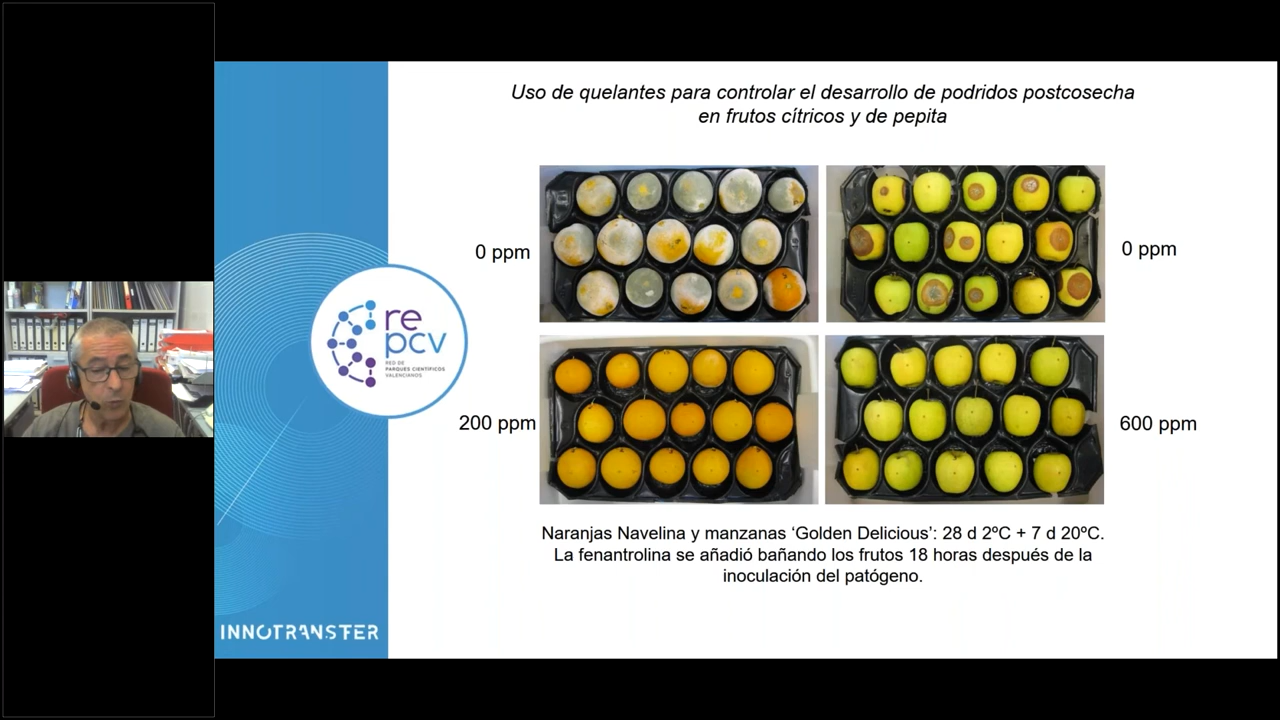 Uso de quelantes para controlar el desarrollo de podridos postcosecha
en frutos cítricos y de pepita
0 ppm
0 ppm
re
pcv
RED DE
PARQUES CIENTÍFICOS
VALENCIANOS
200 ppm
600 ppm
Naranjas Navelina y manzanas ‘Golden Delicious’: 28 d 2ºC + 7 d 20ºC.
La fenantrolina se añadió bañando los frutos 18 horas después de la
inoculación del patógeno.
INNOTRANSFER